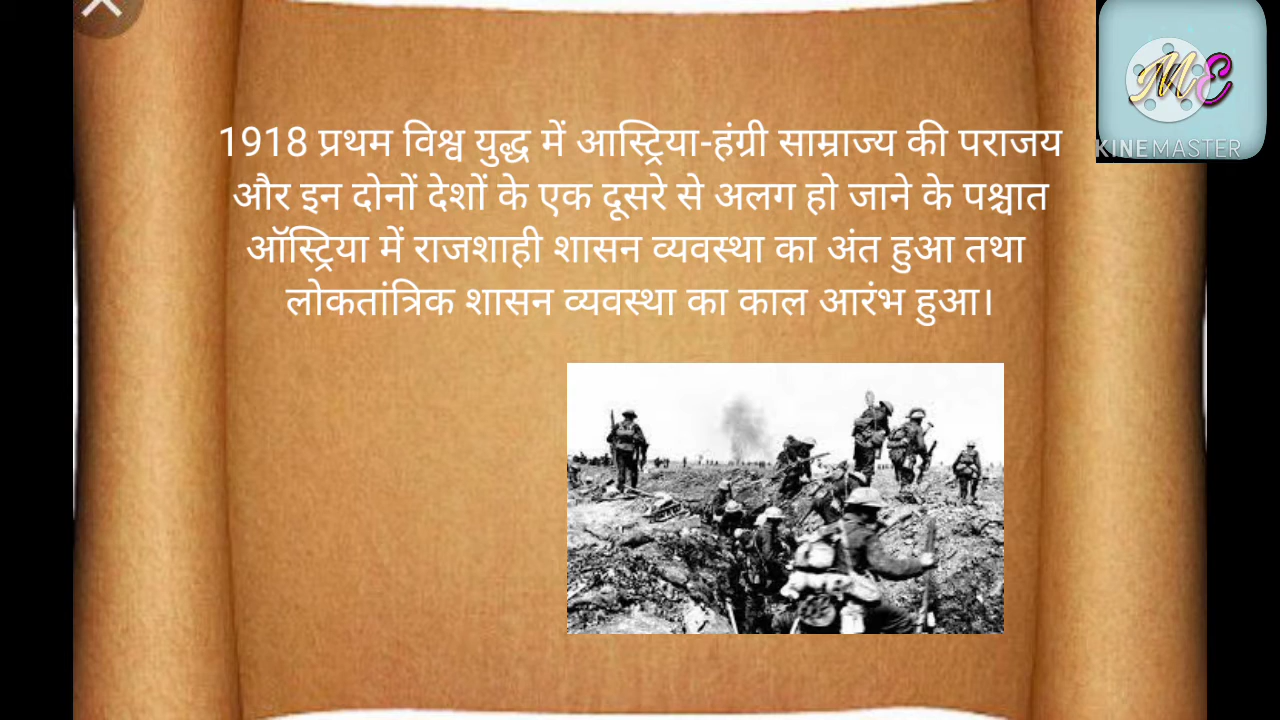 1918 प्रथम विश्व युद्ध में आस्ट्रिया-हंग्री साम्राज्य की पराजय
और इन दोनों देशों के एक दूसरे से अलग हो जाने के पश्चात
ऑस्ट्रिया में राजशाही शासन व्यवस्था का अंत हुआ तथा
लोकतांत्रिक शासन व्यवस्था का काल आरंभ हुआ।
ME
KINEMASTER